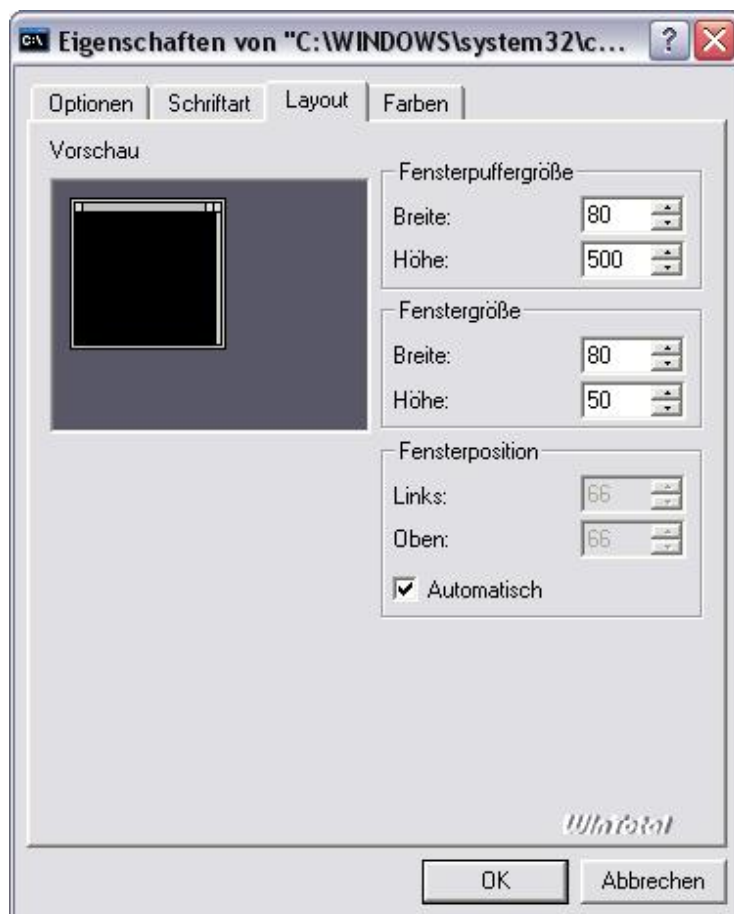 Eigenschaften von "C:\WINDOWS\system32\c...
Optionen Schriftart Layout Farben
Vorschau
Fensterpuffergröße
Breite: 80
Höhe: 500
Fenstergröße
Breite: 80
Höhe: 50
Fensterposition
Links: 66
Oben: 66
Automatisch
WinTotal
OK Abbrechen